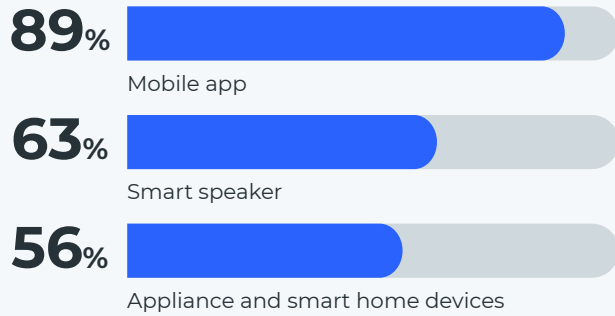 89%
Mobile app
63%
Smart speaker
56%
Appliance and smart home devices